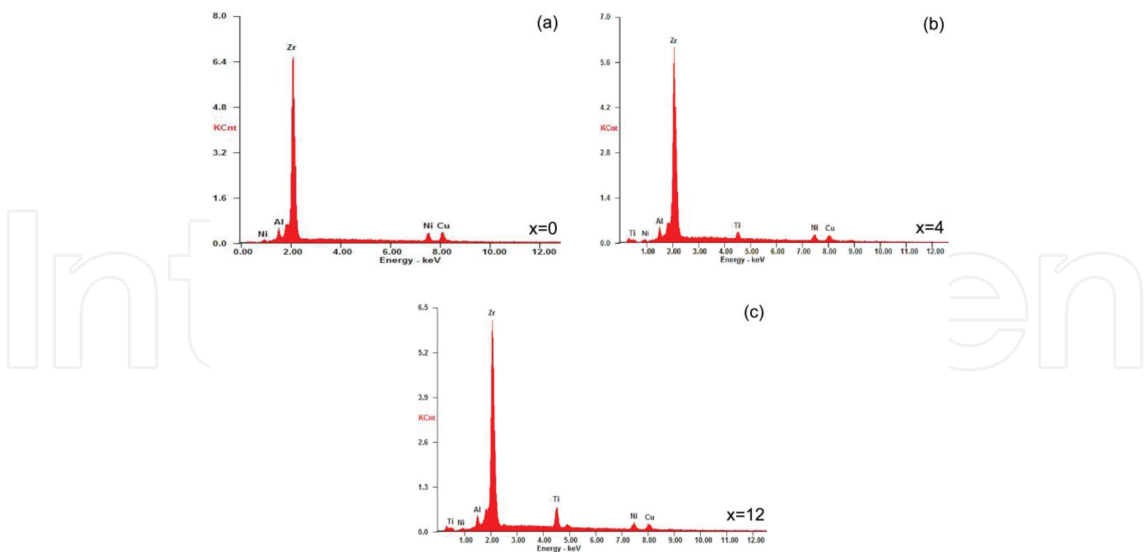 (a)
8.0
Zr
6.4
4.8
KCnt
3.2
1.6
Al
Ni
Ni Cu
x=0
0.0
0.00 2.00 4.00 6.00 8.00 10.00 12.00
Energy - keV
(b)
7.0
Zr
5.6
4.2
KCnt
2.8
1.4
Al
Ti
Ti
Ni
Ni
Cu
x=4
0.0
1.00 2.00 3.00 4.00 5.00 6.00 7.00 8.00 9.00 10.00 11.00 12.00
Energy - keV
(c)
6.5
Zr
5.2
3.9
KCnt
2.6
1.3
Al
Ti
Ti
Ni
Ni
Cu
x=12
0.0
1.00 2.00 3.00 4.00 5.00 6.00 7.00 8.00 9.00 10.00 11.00 12.00
Energy - keV
Int
en